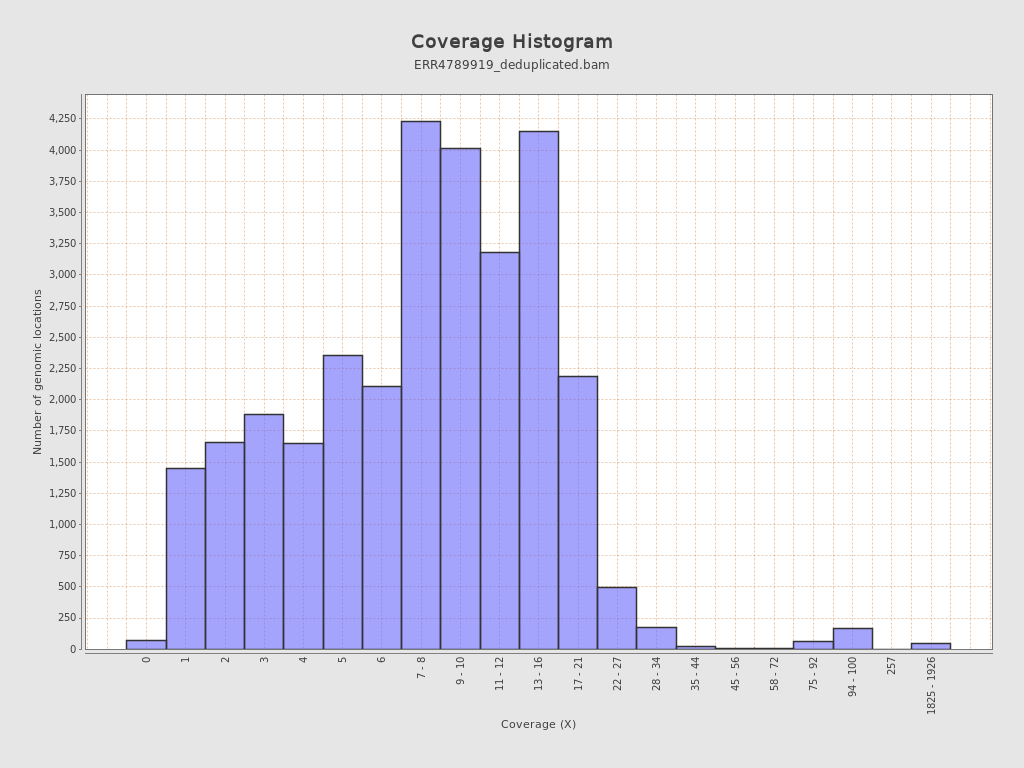 Coverage Histogram
ERR4789919_deduplicated.bam
Number of genomic locations
4,250
4,000
3,750
3,500
3,250
3,000
2,750
2,500
2,250
2,000
1,750
1,500
1,250
1,000
750
500
250
0
0
1
2
3
4
5
6
7 - 8
9 - 10
11 - 12
13 - 16
17 - 21
22 - 27
28 - 34
35 - 44
45 - 56
58 - 72
75 - 92
94 - 100
257
1825 - 1926
Coverage (X)